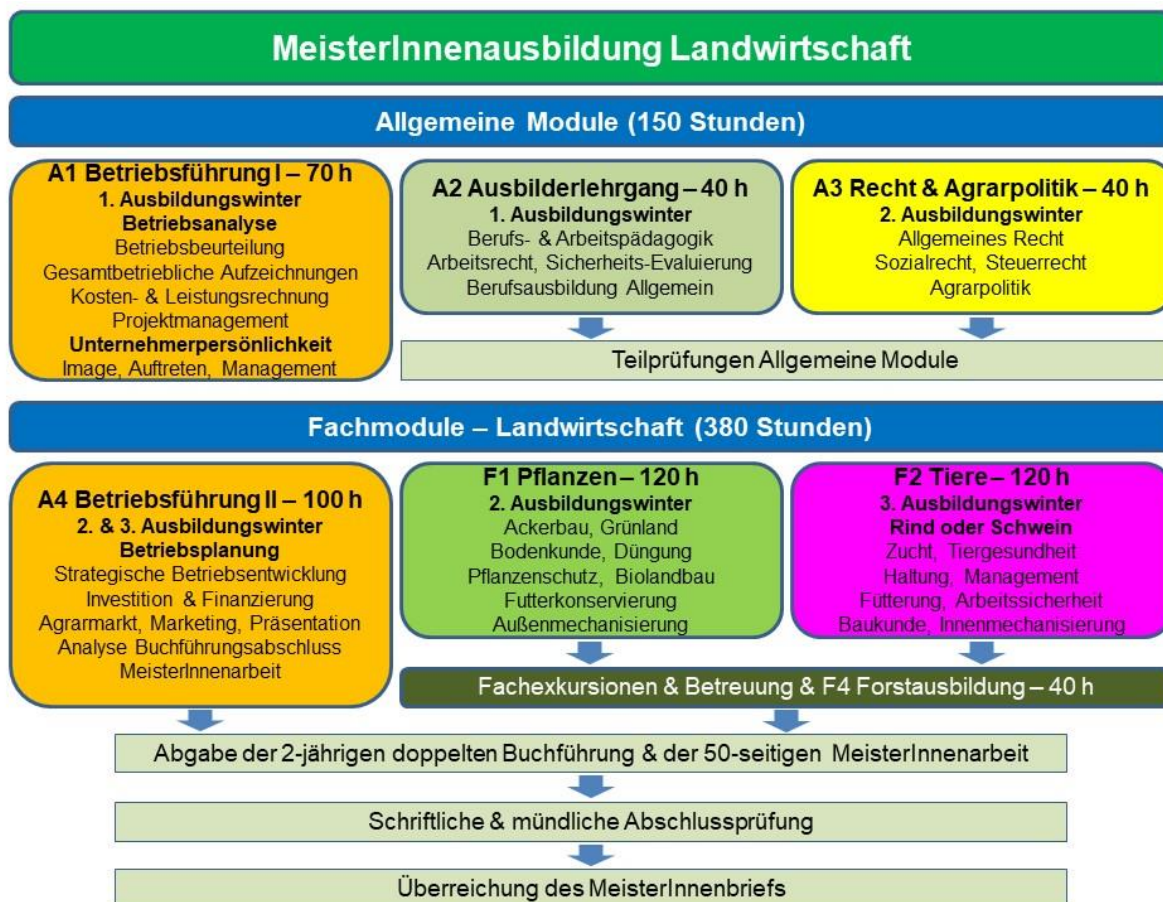 MeisterInnenausbildung Landwirtschaft
Allgemeine Module (150 Stunden)
A1 Betriebsführung I – 70 h
1. Ausbildungswinter
Betriebsanalyse
Betriebsbeurteilung
Gesamtbetriebliche Aufzeichnungen
Kosten- & Leistungsrechnung
Projektmanagement
Unternehmerpersönlichkeit
Image, Auftreten, Management
A2 Ausbilderlehrgang – 40 h
1. Ausbildungswinter
Berufs- & Arbeitspädagogik
Arbeitsrecht, Sicherheits-Evaluierung
Berufsausbildung Allgemein
A3 Recht & Agrarpolitik – 40 h
2. Ausbildungswinter
Allgemeines Recht
Sozialrecht, Steuerrecht
Agrarpolitik
Teilprüfungen Allgemeine Module
Fachmodule – Landwirtschaft (380 Stunden)
A4 Betriebsführung II – 100 h
2. & 3. Ausbildungswinter
Betriebsplanung
Strategische Betriebsentwicklung
Investition & Finanzierung
Agrarmarkt, Marketing, Präsentation
Analyse Buchführungsabschluss
MeisterInnenarbeit
F1 Pflanzen – 120 h
2. Ausbildungswinter
Ackerbau, Grünland
Bodenkunde, Düngung
Pflanzenschutz, Biolandbau
Futterkonservierung
Außenmechanisierung
F2 Tiere – 120 h
3. Ausbildungswinter
Rind oder Schwein
Zucht, Tiergesundheit
Haltung, Management
Fütterung, Arbeitssicherheit
Baukunde, Innenmechanisierung
Fachexkursionen & Betreuung & F4 Forstausbildung – 40 h
Abgabe der 2-jährigen doppelten Buchführung & der 50-seitigen MeisterInnenarbeit
Schriftliche & mündliche Abschlussprüfung
Überreichung des MeisterInnenbriefs